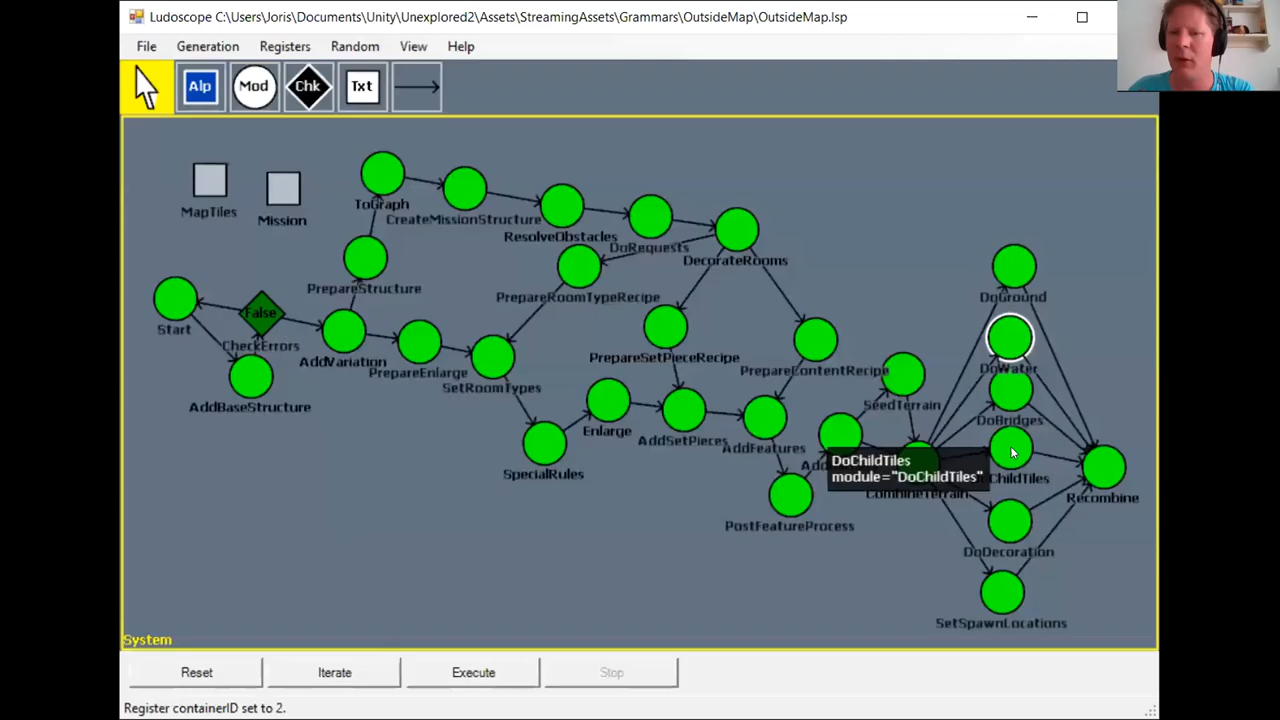 Ludoscope C:\Users\Joris\Documents\Unity\Unexplored2\Assets\StreamingAssets\Grammars\OutsideMap\OutsideMap.lsp
File Generation Registers Random View Help
Alp Mod Chk Txt
MapTiles
Mission
ToGraph
CreateMissionStructure
ResolveObstacles
DoRequests
DecorateRooms
PrepareStructure
PrepareRoomTypeRecipe
DoGround
Start
False
CheckErrors
AddVariation
PrepareEnlarge
SetRoomTypes
PrepareSetPieceRecipe
PrepareContentRecipe
DoWater
AddBaseStructure
SeedTerrain
DoBridges
Enlarge
AddSetPieces
AddFeatures
SpecialRules
DoChildTiles
module="DoChildTiles"
ChildTiles
CombineTerrain
Recombine
PostFeatureProcess
DoDecoration
SetSpawnLocations
System
Reset Iterate Execute Stop
Register containerID set to 2.